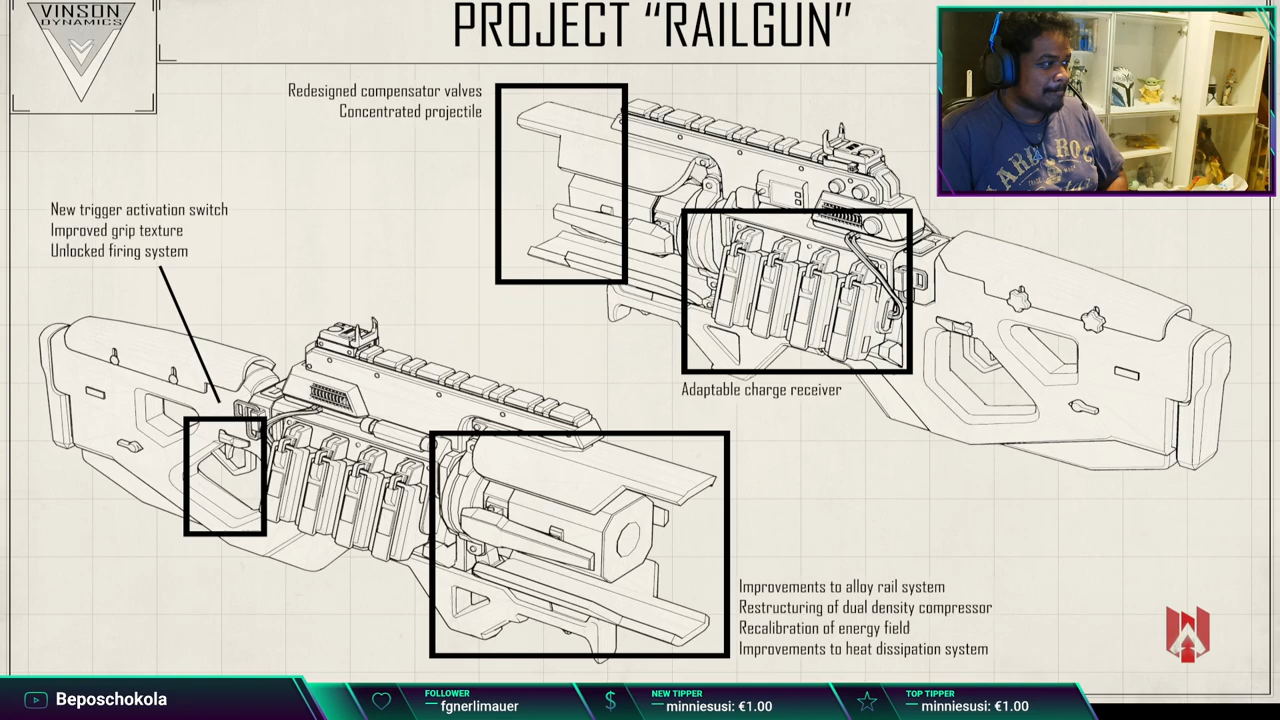 VINSON
DYNAMICS
PROJECT “RAILGUN”
Redesigned compensator valves
Concentrated projectile
New trigger activation switch
Improved grip texture
Unlocked firing system
Adaptable charge receiver
Improvements to alloy rail system
Restructuring of dual density compressor
Recalibration of energy field
Improvements to heat dissipation system
Beposchokola
FOLLOWER
fgnerlimauer
NEW TIPPER
minniesusi: €1.00
TOP TIPPER
minniesusi: €1.00